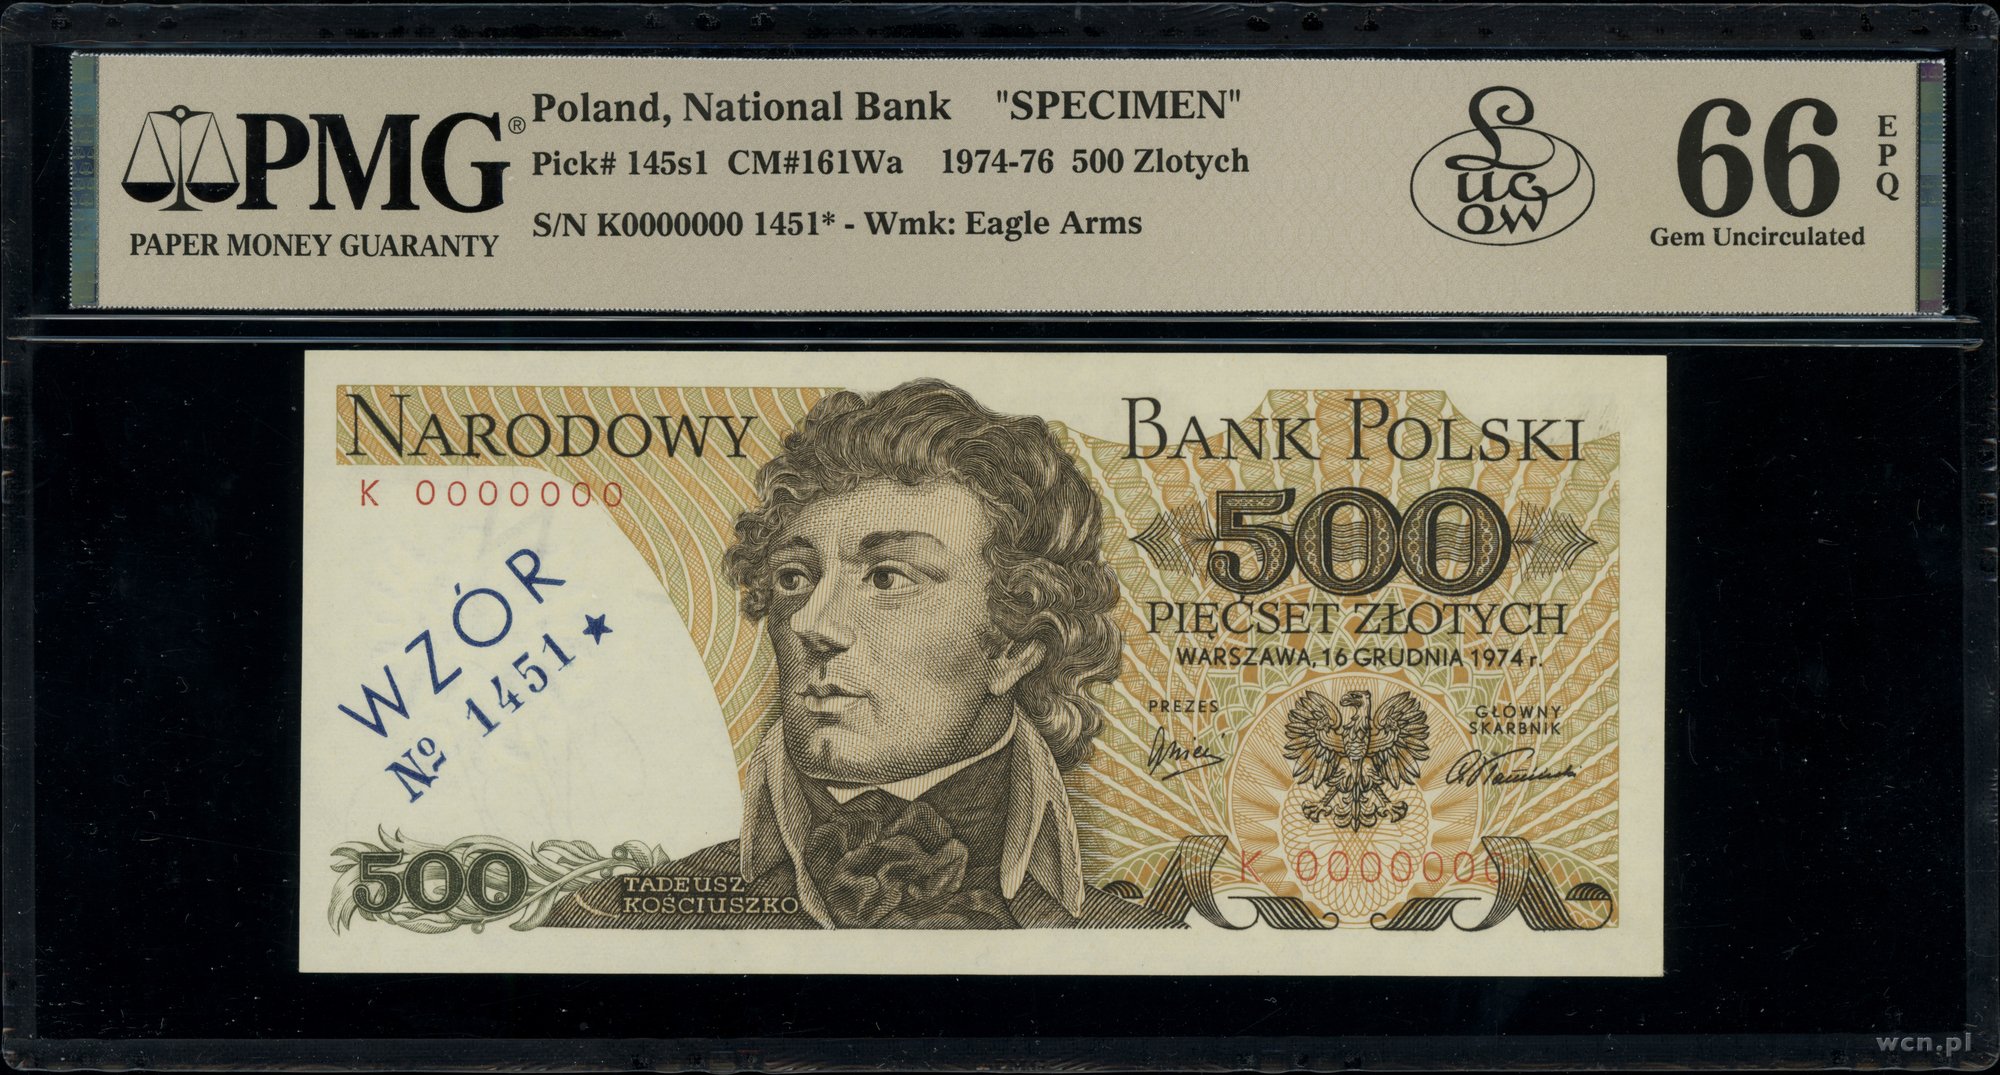 PMG®
PAPER MONEY GUARANTY
Poland, National Bank "SPECIMEN"
Pick# 145s1 CM#161Wa 1974-76 500 Zlotych
S/N K0000000 1451* - Wmk: Eagle Arms
Lucow
66
EPQ
Gem Uncirculated
NARODOWY BANK POLSKI
K 0000000
500
PIĘĆSET ZŁOTYCH
WARSZAWA, 16 GRUDNIA 1974 r.
WZÓR
№ 1451 ★
PREZES
GŁÓWNY
SKARBNIK
K 0000000
500
TADEUSZ
KOŚCIUSZKO
wcn.pl